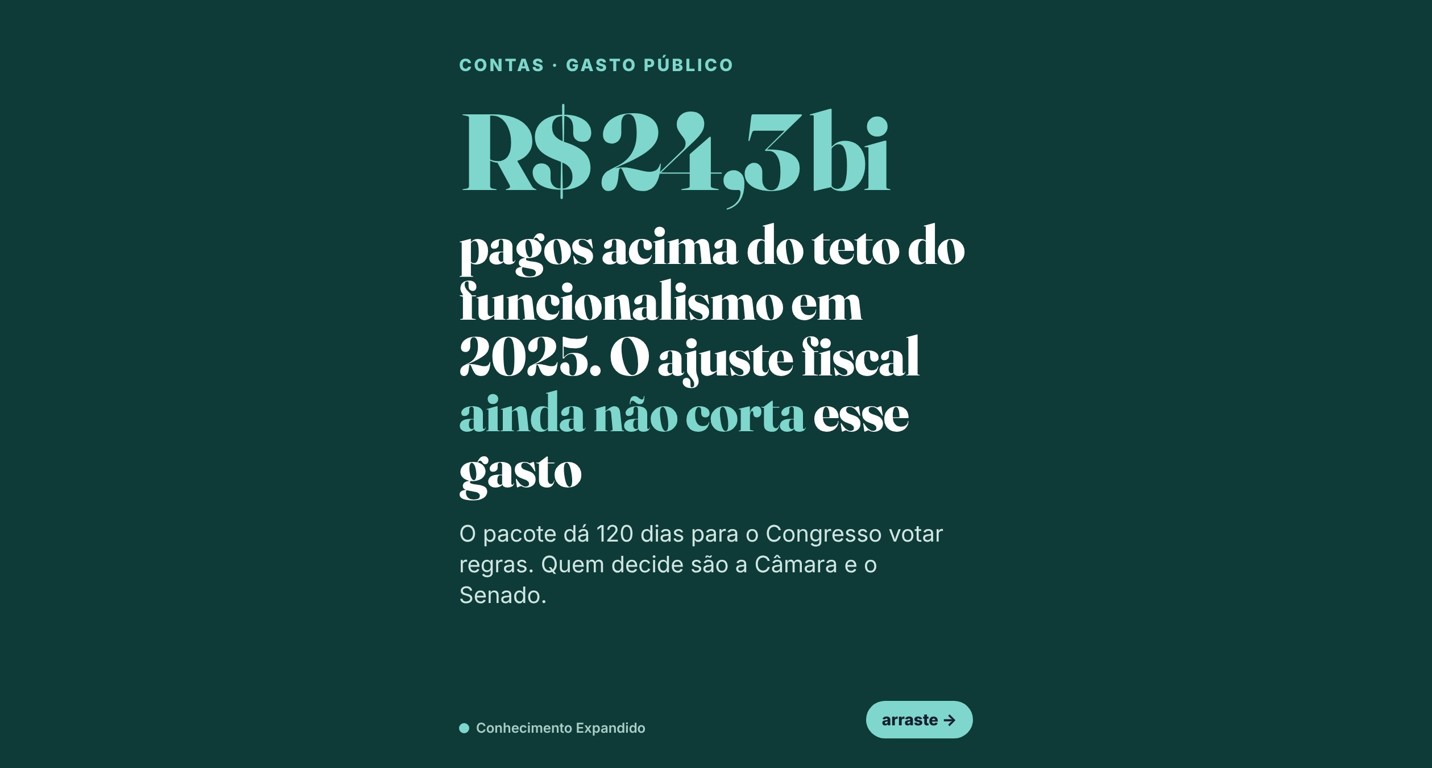 CONTAS · GASTO PÚBLICO
R$ 24,3 bi
pagos acima do teto do
funcionalismo em
2025. O ajuste fiscal
ainda não corta esse
gasto
O pacote dá 120 dias para o Congresso votar
regras. Quem decide são a Câmara e o
Senado.
Conhecimento Expandido
arraste →